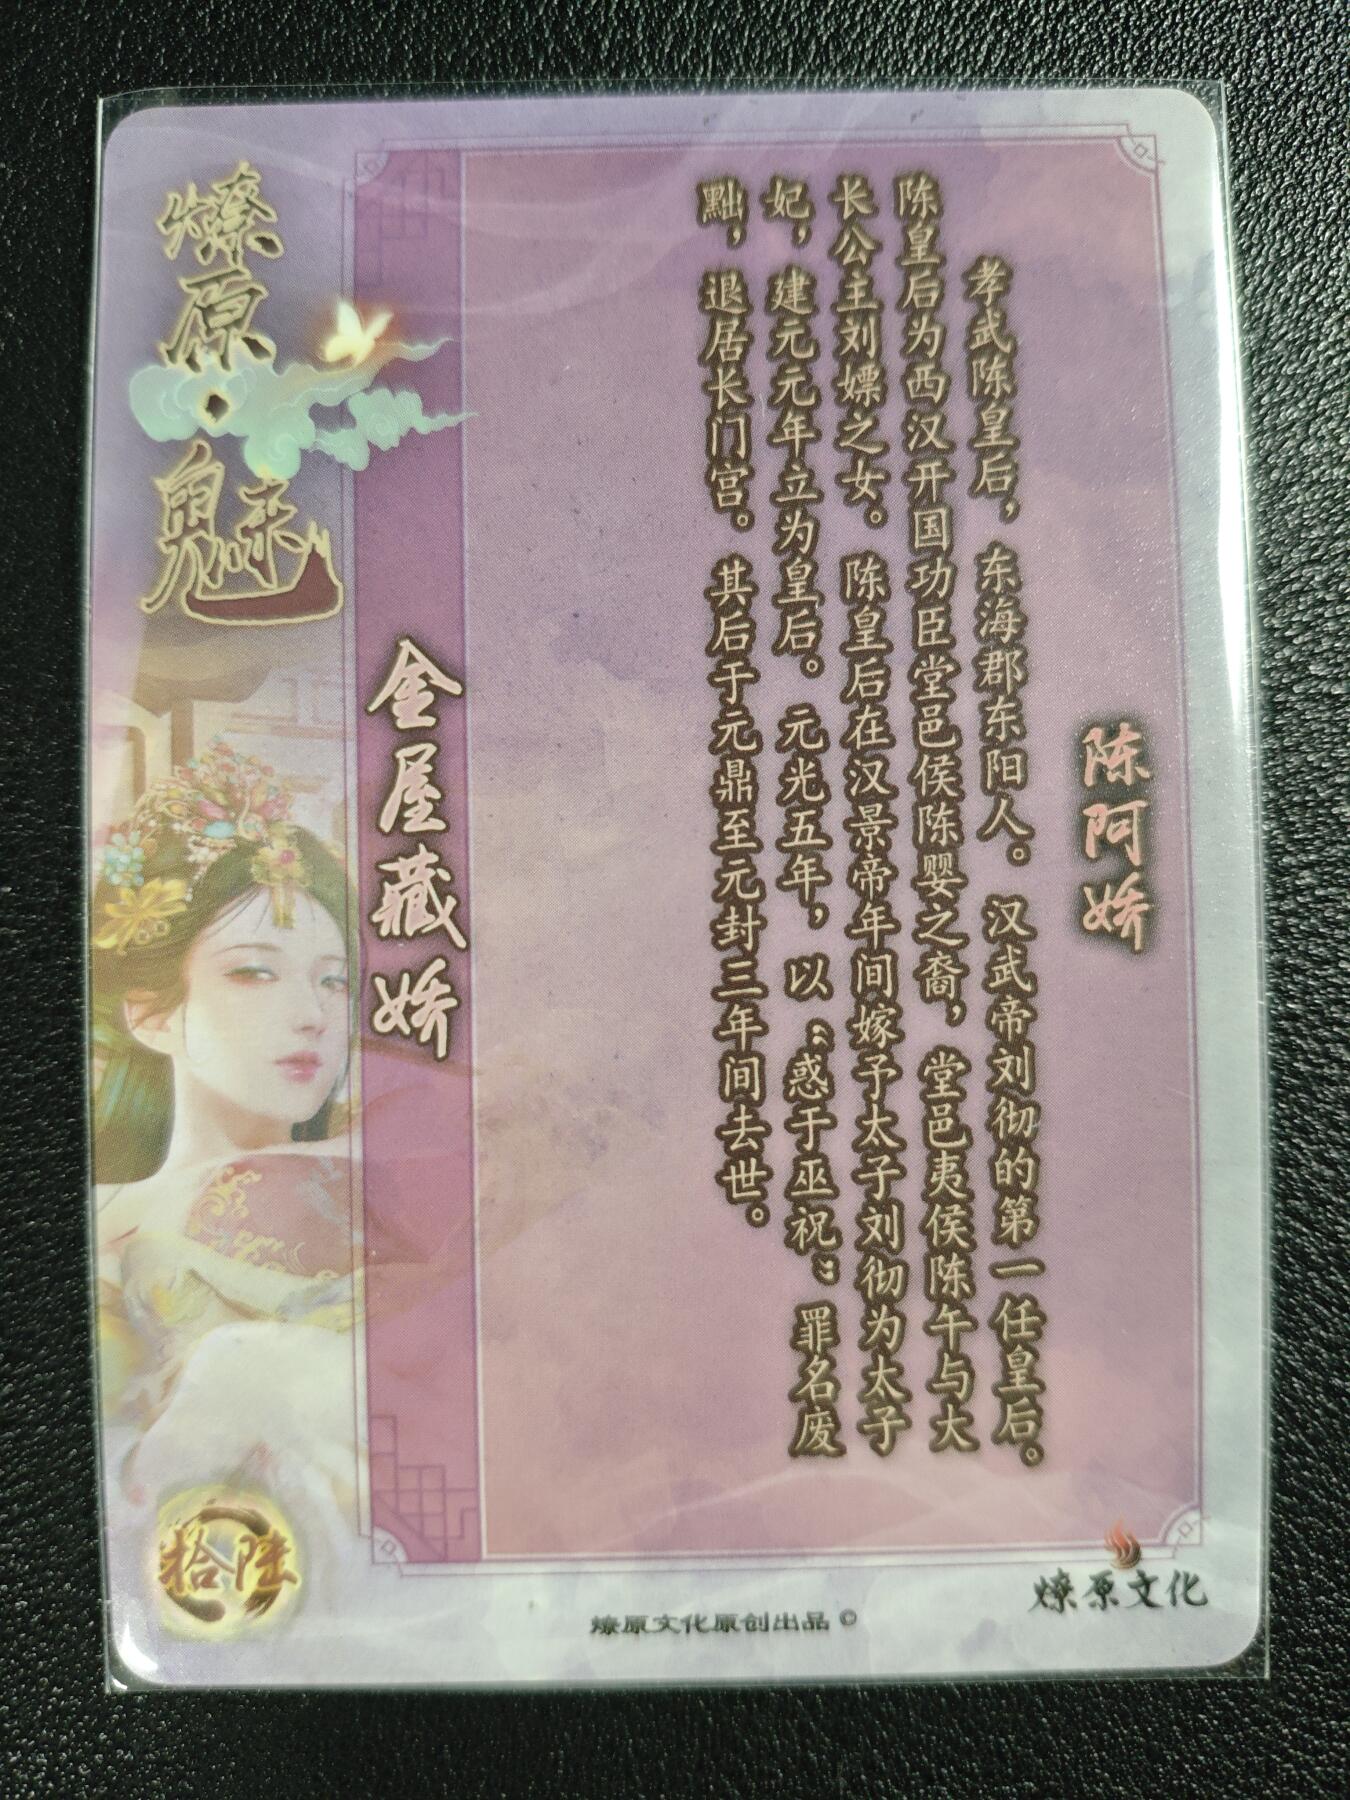 陈阿娇
孝武陈皇后，东海郡东阳人。汉武帝刘彻的第一任皇后。
陈皇后为西汉开国功臣堂邑侯陈婴之裔，堂邑夷侯陈午与大
长公主刘嫖之女。陈皇后在汉景帝年间嫁予太子刘彻为太子
妃，建元元年立为皇后。元光五年，以“惑于巫祝”罪名废
黜，退居长门宫。其后于元鼎至元封三年间去世。
金屋藏娇
燎原·魅
拾陆
燎原文化
燎原文化原创出品 ©